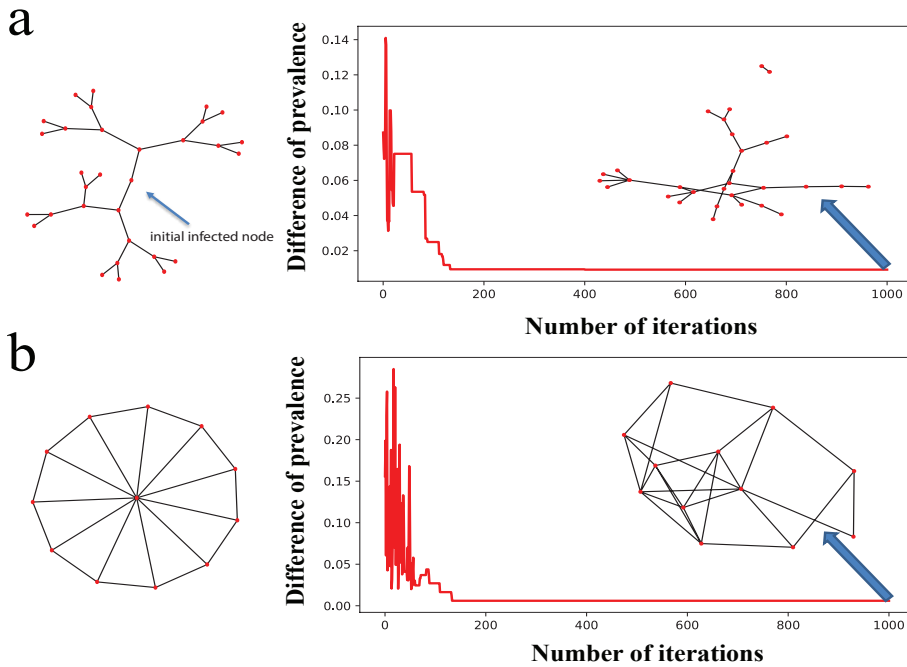 a
initial infected node
Difference of prevalence
0.14
0.12
0.10
0.08
0.06
0.04
0.02
0 200 400 600 800 1000
Number of iterations
b
Difference of prevalence
0.25
0.20
0.15
0.10
0.05
0.00
0 200 400 600 800 1000
Number of iterations